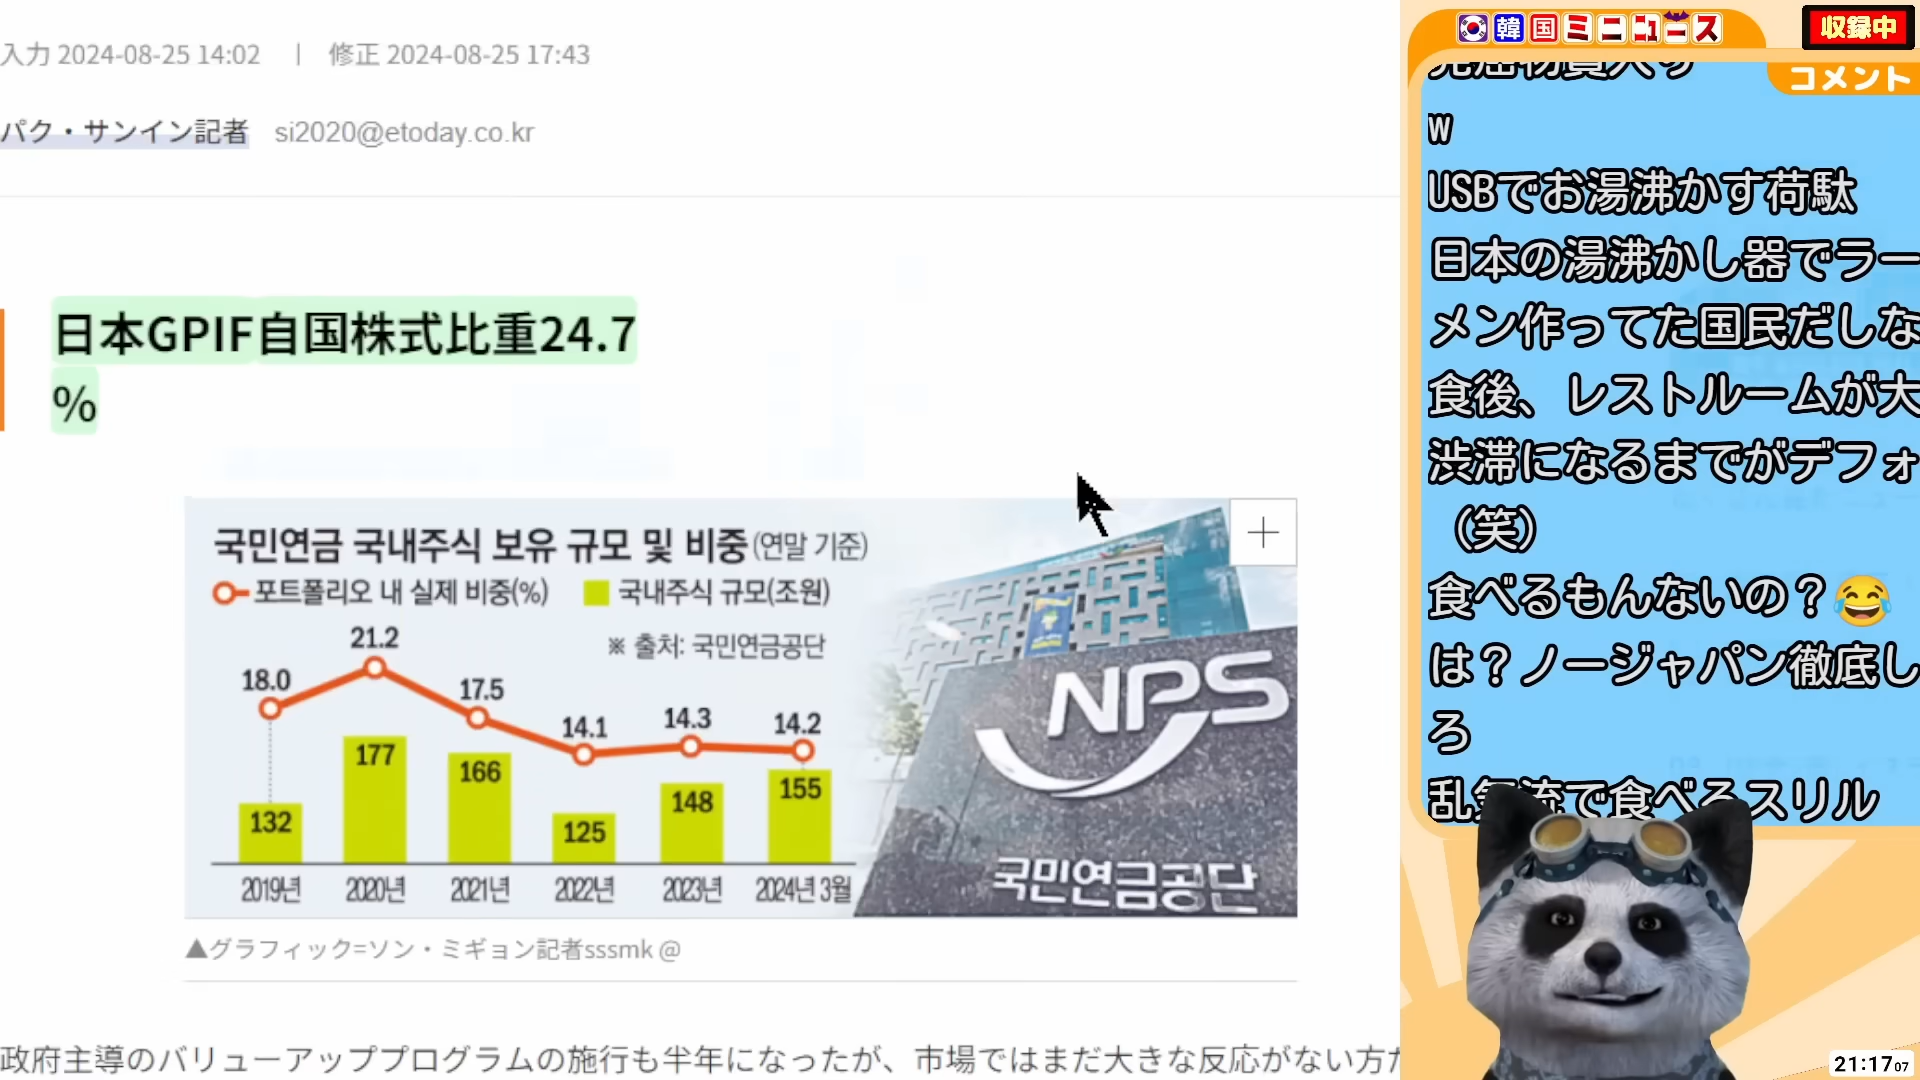 入力 2024-08-25 14:02 | 修正 2024-08-25 17:43
パク・サンイン記者 si2020@etoday.co.kr
日本GPIF自国株式比重24.7
%
국민연금 국내주식 보유 규모 및 비중(연말 기준)
포트폴리오 내 실제 비중(%) 국내주식 규모(조원)
※ 출처: 국민연금공단
18.0 21.2 17.5 14.1 14.3 14.2
132 177 166 125 148 155
2019년 2020년 2021년 2022년 2023년 2024년 3월
NPS
국민연금공단
▲グラフィック=ソン・ミギョン記者sssmk @
政府主導のバリューアッププログラムの施行も半年になったが、市場ではまだ大きな反応がない方
韓国ミニニュース
収録中
コメント
w
USBでお湯沸かす荷駄
日本の湯沸かし器でラー
メン作ってた国民だしな
食後、レストルームが大
渋滞になるまでがデフォ
（笑）
食べるもんないの？😂
は？ノージャパン徹底し
ろ
乱気流で食べるスリル
21:17 07